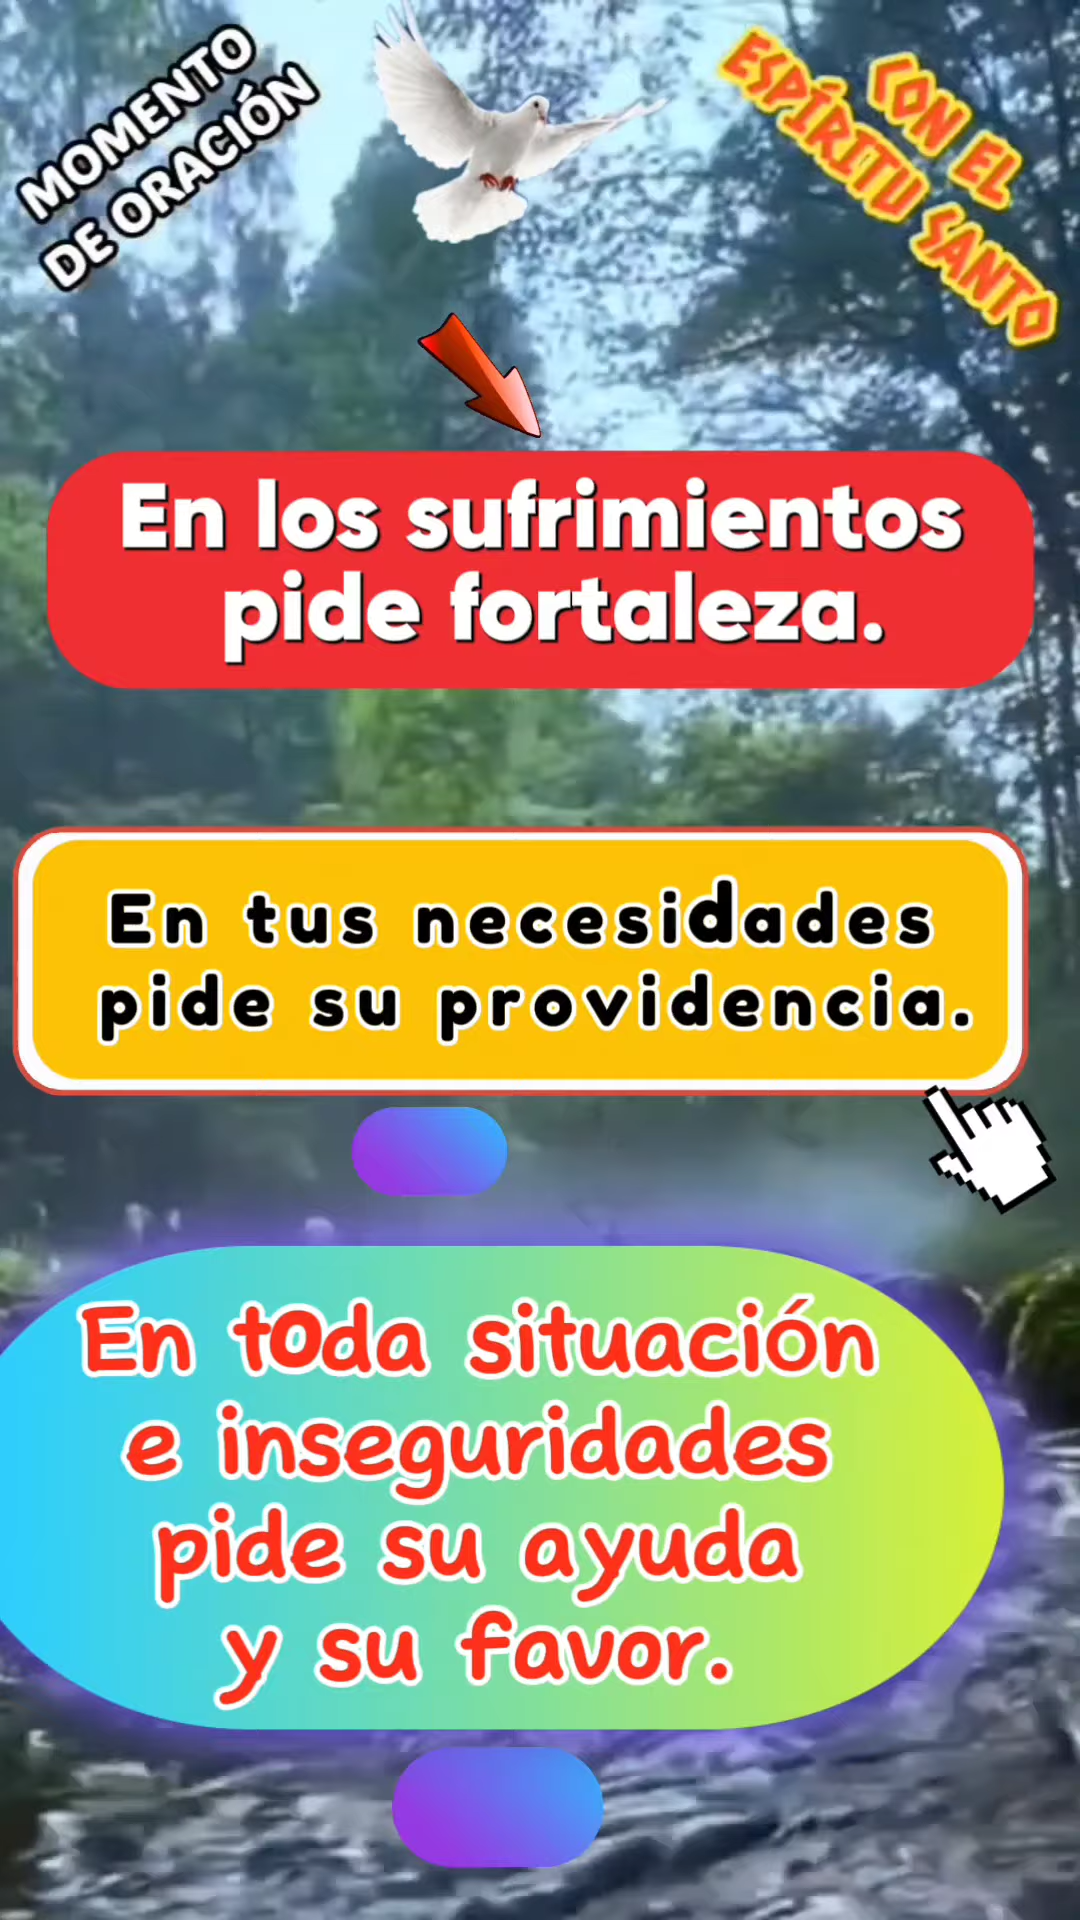 MOMENTO
DE ORACIÓN
CON EL
ESPÍRITU SANTO
En los sufrimientos
pide fortaleza.
En tus necesidades
pide su providencia.
En toda situación
e inseguridades
pide su ayuda
y su favor.